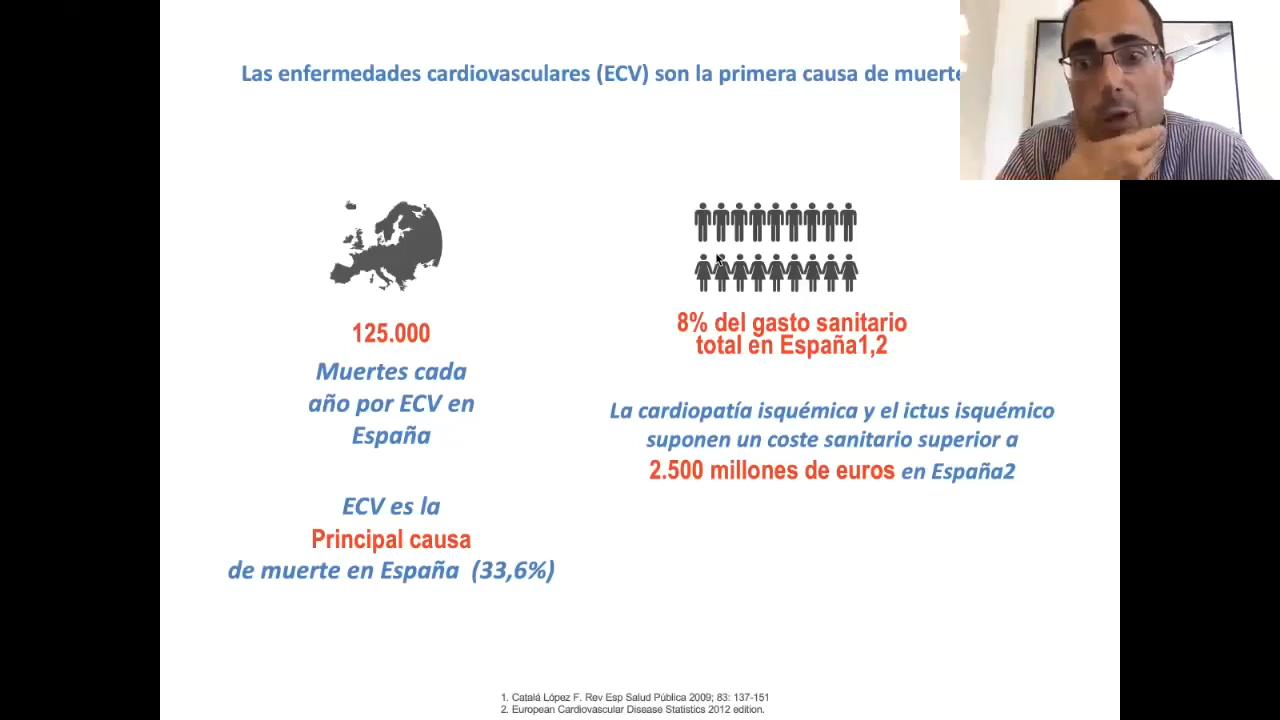 Las enfermedades cardiovasculares (ECV) son la primera causa de muerte
125.000
Muertes cada
año por ECV en
España
ECV es la
Principal causa
de muerte en España (33,6%)
8% del gasto sanitario
total en España1,2
La cardiopatía isquémica y el ictus isquémico
suponen un coste sanitario superior a
2.500 millones de euros en España2
1. Catalá López F. Rev Esp Salud Pública 2009; 83: 137-151
2. European Cardiovascular Disease Statistics 2012 edition.